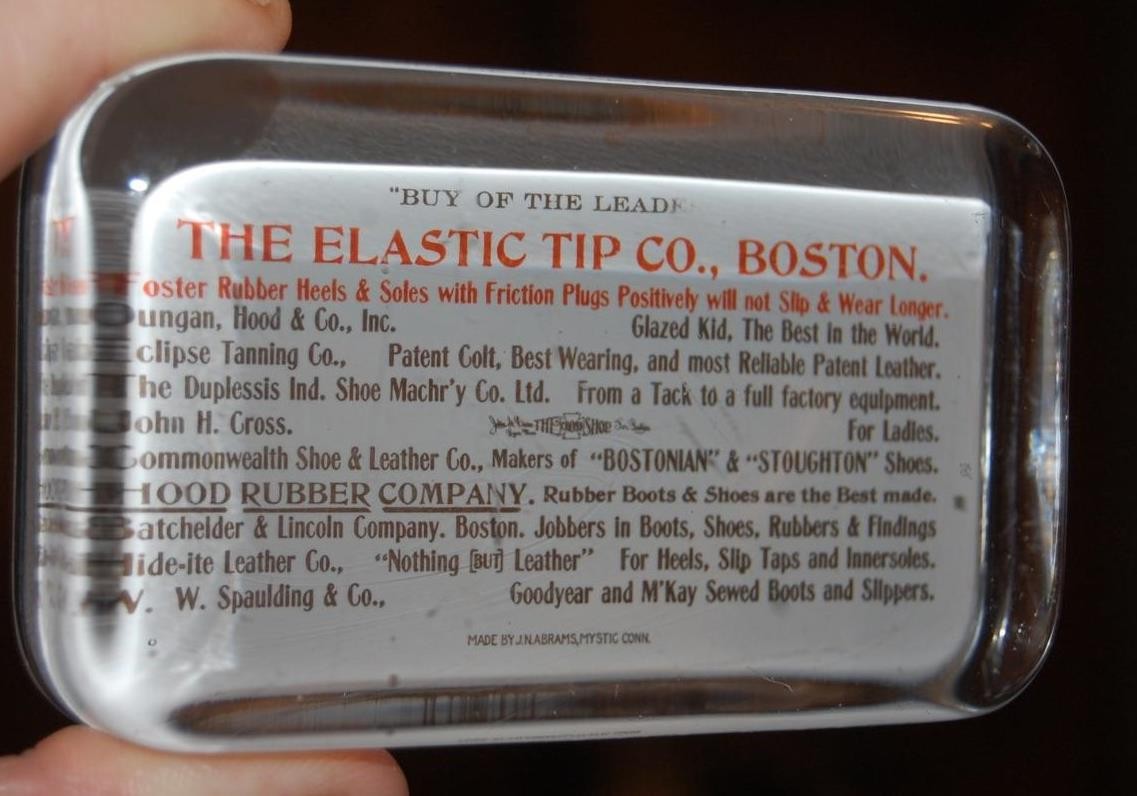 "BUY OF THE LEAD
THE ELASTIC TIP CO., BOSTON.
Foster Rubber Heels & Soles with Friction Plugs Positively will not Slip & Wear Longer.
Dungan, Hood & Co., Inc. Glazed Kid, The Best in the World.
Eclipse Tanning Co., Patent Colt, Best Wearing, and most Reliable Patent Leather.
The Duplessis Ind. Shoe Machr'y Co. Ltd. From a Tack to a full factory equipment.
John H. Cross. For Ladies.
Commonwealth Shoe & Leather Co., Makers of "BOSTONIAN" & "STOUGHTON" Shoes.
HOOD RUBBER COMPANY. Rubber Boots & Shoes are the Best made.
Batchelder & Lincoln Company. Boston. Jobbers in Boots, Shoes, Rubbers & Findings
Hide-ite Leather Co., "Nothing [BUT] Leather" For Heels, Slip Taps and Innersoles.
W. W. Spaulding & Co., Goodyear and M'Kay Sewed Boots and Slippers.
MADE BY J.N.ABRAMS, MYSTIC CONN.